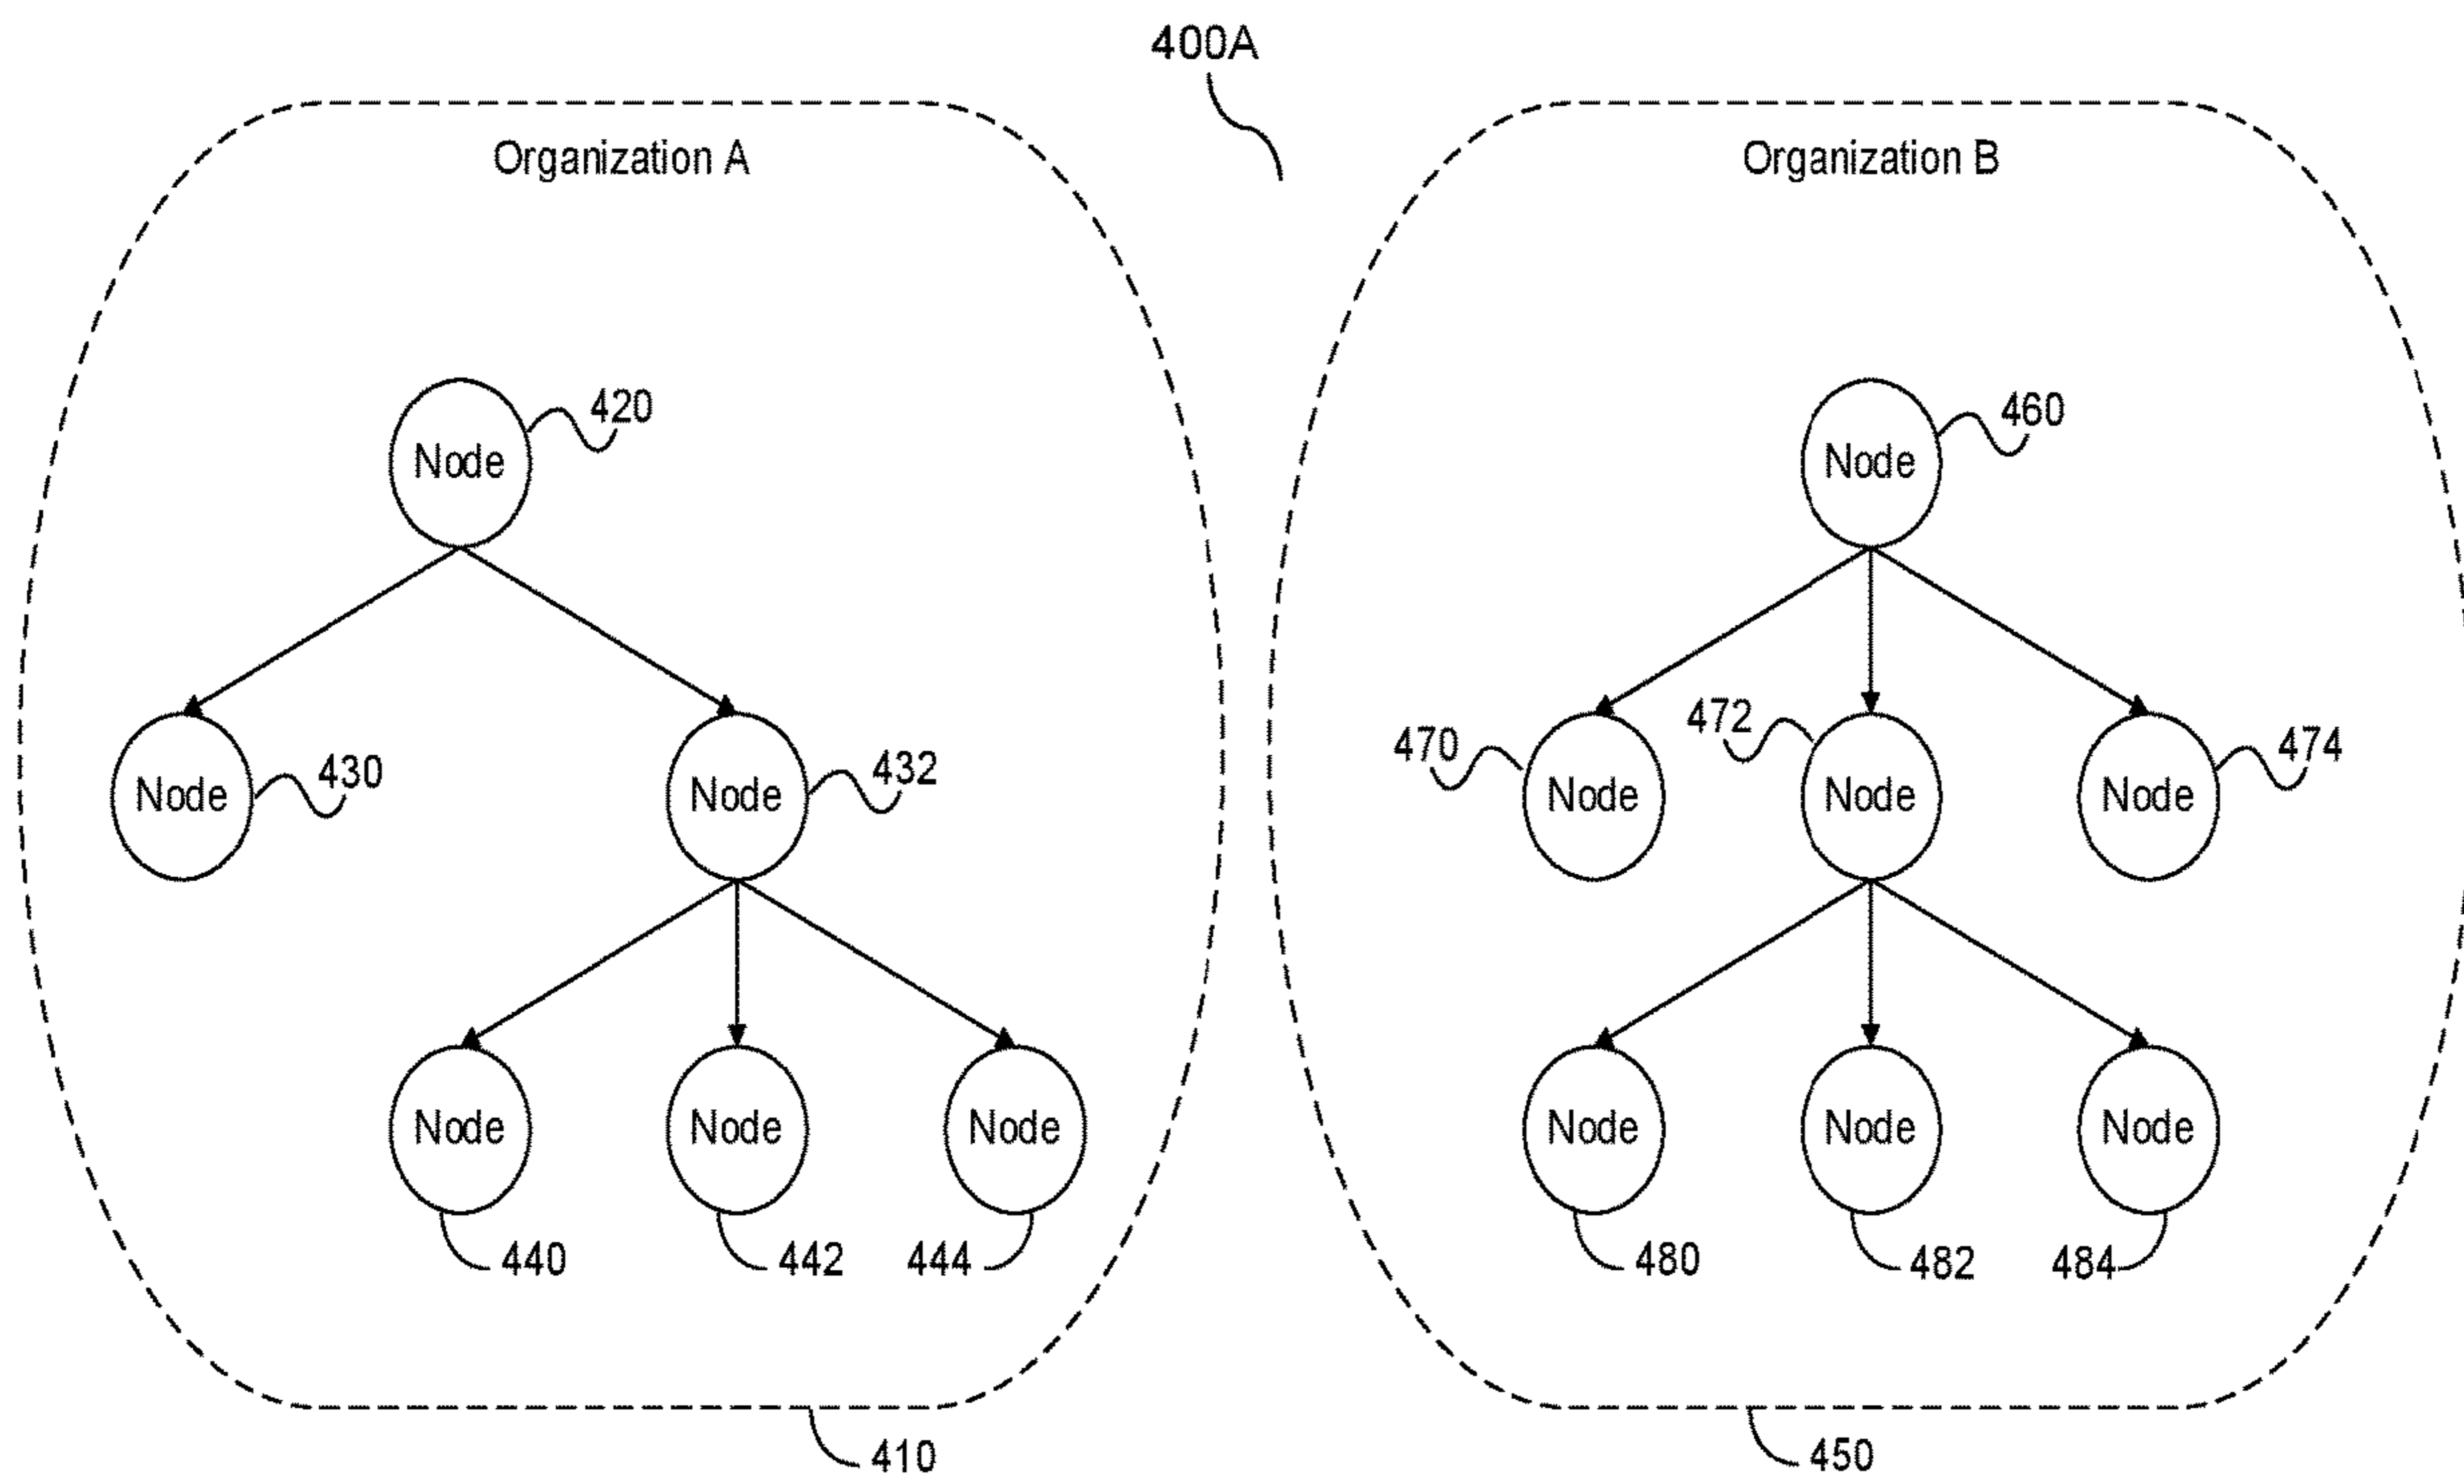 400A
Organization A
Organization B
420
Node
460
Node
430
Node
432
Node
470
Node
472
Node
474
Node
Node
Node
Node
Node
Node
Node
440
442
444
480
482
484
410
450